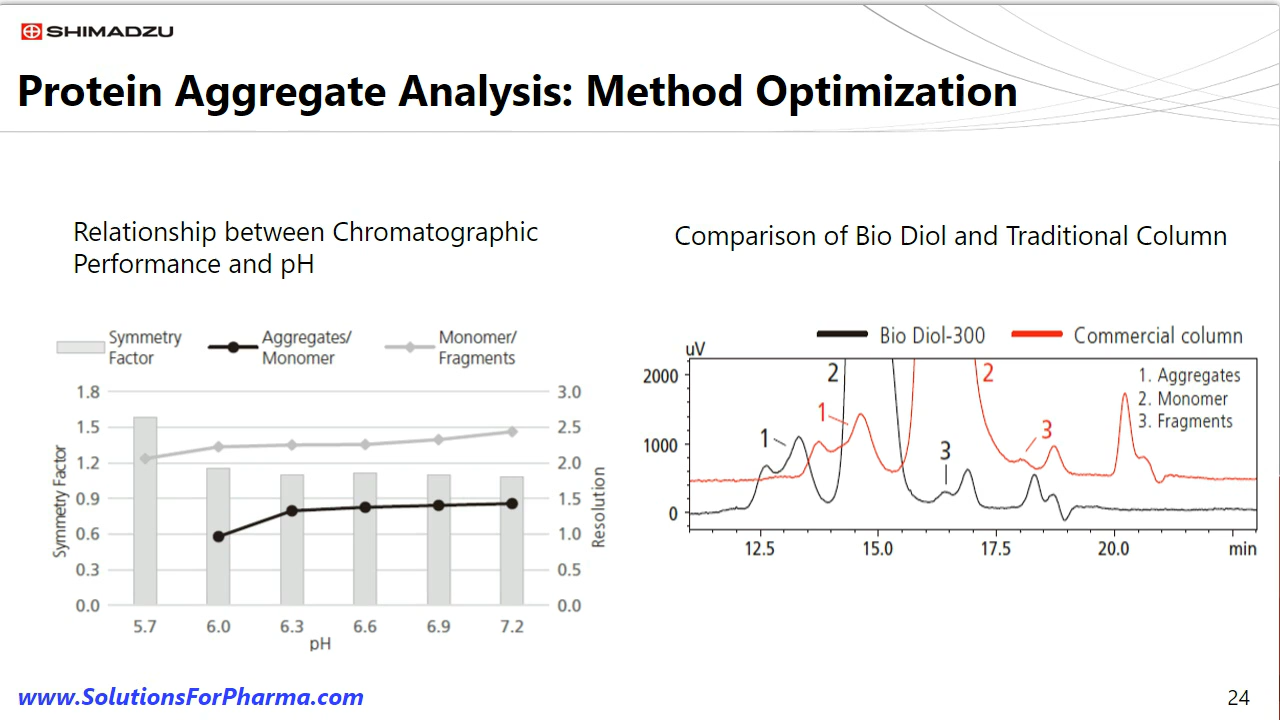 SHIMADZU
Protein Aggregate Analysis: Method Optimization
Relationship between Chromatographic
Performance and pH
Symmetry
Factor
Aggregates/
Monomer
Monomer/
Fragments
1.8
1.5
1.2
0.9
0.6
0.3
0.0
Symmetry Factor
3.0
2.5
2.0
1.5
1.0
0.5
0.0
Resolution
5.7 6.0 6.3 6.6 6.9 7.2
pH
Comparison of Bio Diol and Traditional Column
Bio Diol-300 Commercial column
uV
2000
1000
0
1
2
3
1
2
3
1. Aggregates
2. Monomer
3. Fragments
12.5 15.0 17.5 20.0 min
www.SolutionsForPharma.com
24